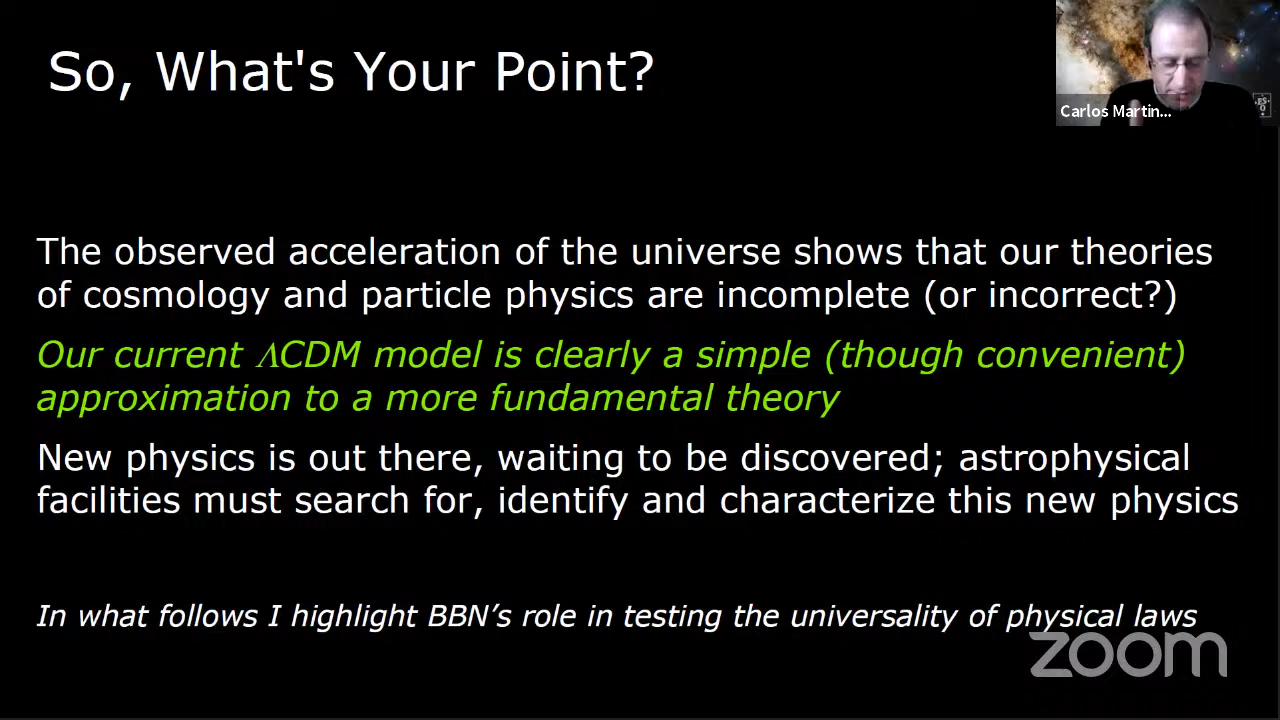 So, What's Your Point?
Carlos Martin...
The observed acceleration of the universe shows that our theories
of cosmology and particle physics are incomplete (or incorrect?)
Our current ΛCDM model is clearly a simple (though convenient)
approximation to a more fundamental theory
New physics is out there, waiting to be discovered; astrophysical
facilities must search for, identify and characterize this new physics
In what follows I highlight BBN’s role in testing the universality of physical laws
zoom